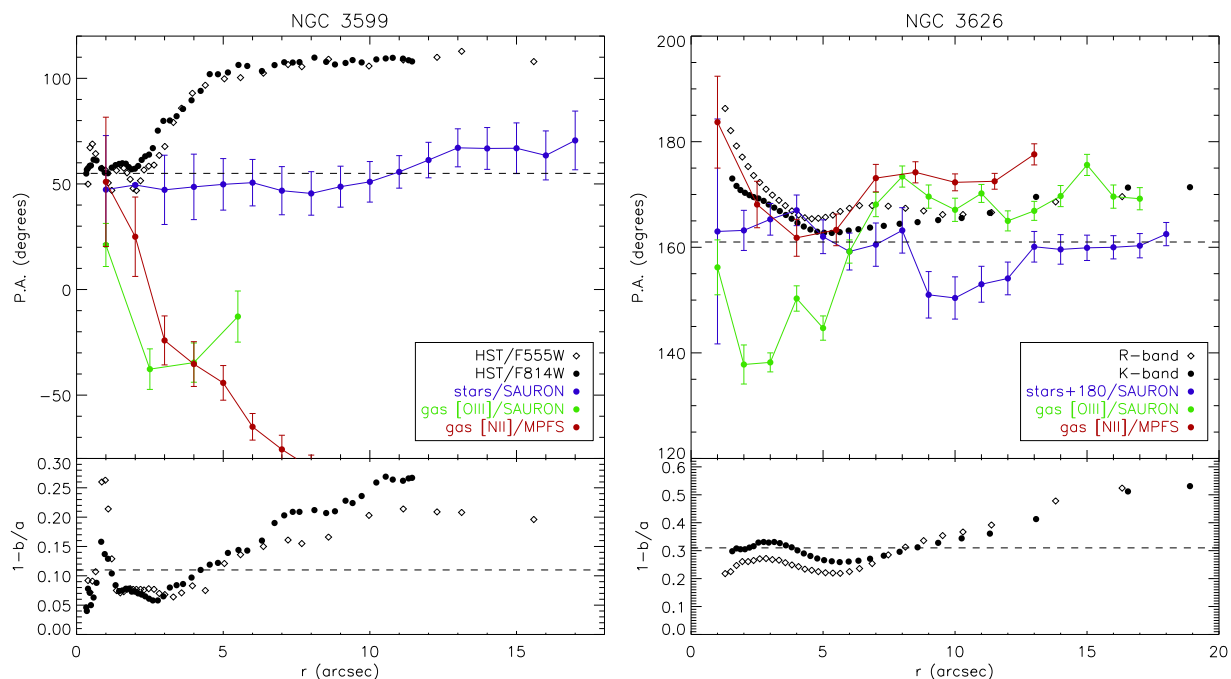 NGC 3599
P.A. (degrees)
100
50
0
−50
HST/F555W
HST/F814W
stars/SAURON
gas [OIII]/SAURON
gas [NII]/MPFS
1-b/a
0.30
0.25
0.20
0.15
0.10
0.05
0.00
0
5
10
15
r (arcsec)
NGC 3626
P.A. (degrees)
200
180
160
140
120
R-band
K-band
stars+180/SAURON
gas [OIII]/SAURON
gas [NII]/MPFS
1-b/a
0.6
0.5
0.4
0.3
0.2
0.1
0.0
0
5
10
15
20
r (arcsec)